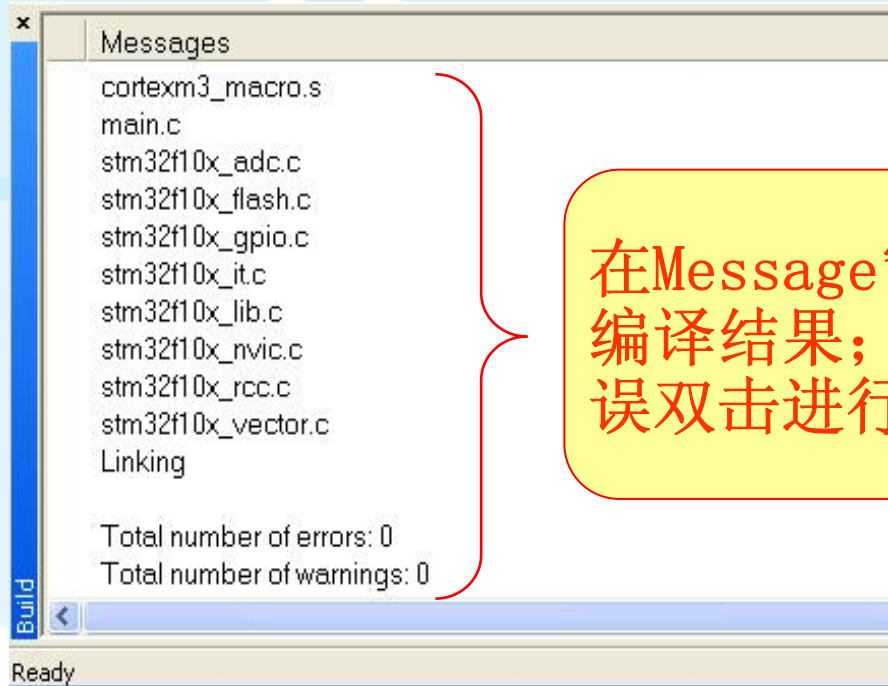 Messages
cortexm3_macro.s
main.c
stm32f10x_adc.c
stm32f10x_flash.c
stm32f10x_gpio.c
stm32f10x_it.c
stm32f10x_lib.c
stm32f10x_nvic.c
stm32f10x_rcc.c
stm32f10x_vector.c
Linking
Total number of errors: 0
Total number of warnings: 0
Build
Ready
在Message
编译结果；
误双击进行